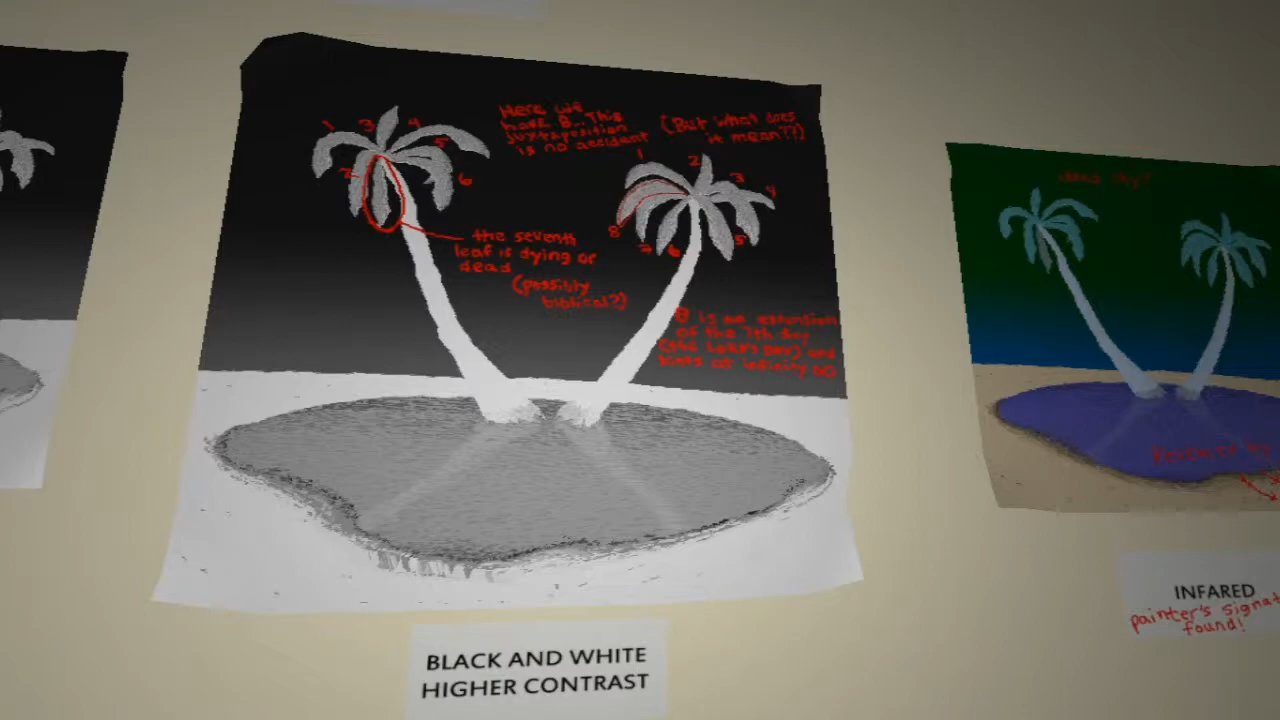 Here we
have 8... This
juxtaposition
is no accident
(But what does
it mean??)
1
3
4
5
2
6
1
2
3
4
8
7
6
5
the seventh
leaf is dying or
dead
(possibly
biblical?)
8 is an extension
of the 7th day
(the Lord's Day) and
hints at infinity ∞
BLACK AND WHITE
HIGHER CONTRAST
INFARED
painter's signat
found!